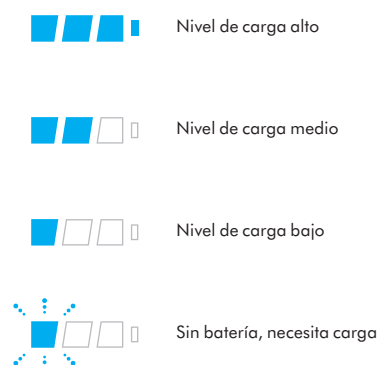 Nivel de carga alto
Nivel de carga medio
Nivel de carga bajo
Sin batería, necesita carga